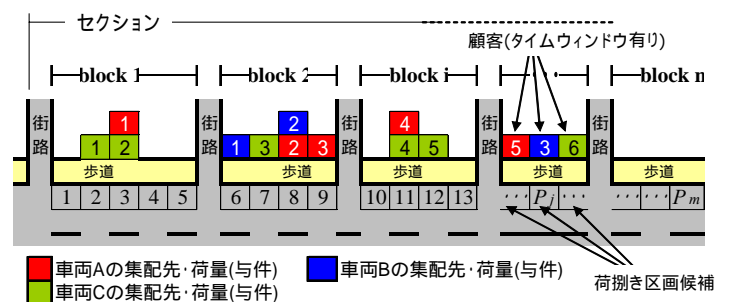 セクション
顧客(タイムウィンドウ有り)
block 1
block 2
block i
・・・
block n
街路
街路
街路
街路
1
1 2
2
1 3 2 3
4
4 5
5 3 6
歩道
歩道
歩道
歩道
歩道
1 2 3 4 5
6 7 8 9
10 11 12 13
・・・ Pj ・・・
・・・ ・・・ Pm
車両Aの集配先・荷量(与件)
車両Bの集配先・荷量(与件)
車両Cの集配先・荷量(与件)
荷捌き区画候補